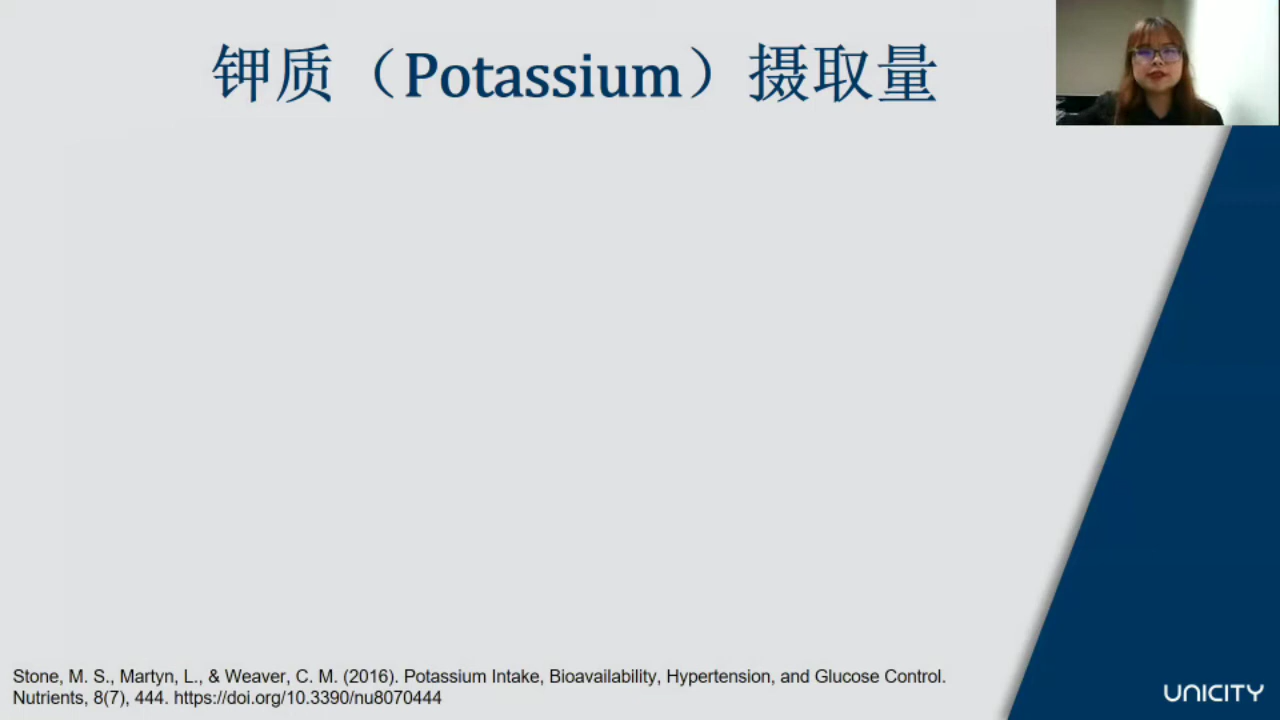 钾质（Potassium）摄取量
Stone, M. S., Martyn, L., & Weaver, C. M. (2016). Potassium Intake, Bioavailability, Hypertension, and Glucose Control.
Nutrients, 8(7), 444. https://doi.org/10.3390/nu8070444
UNICITY